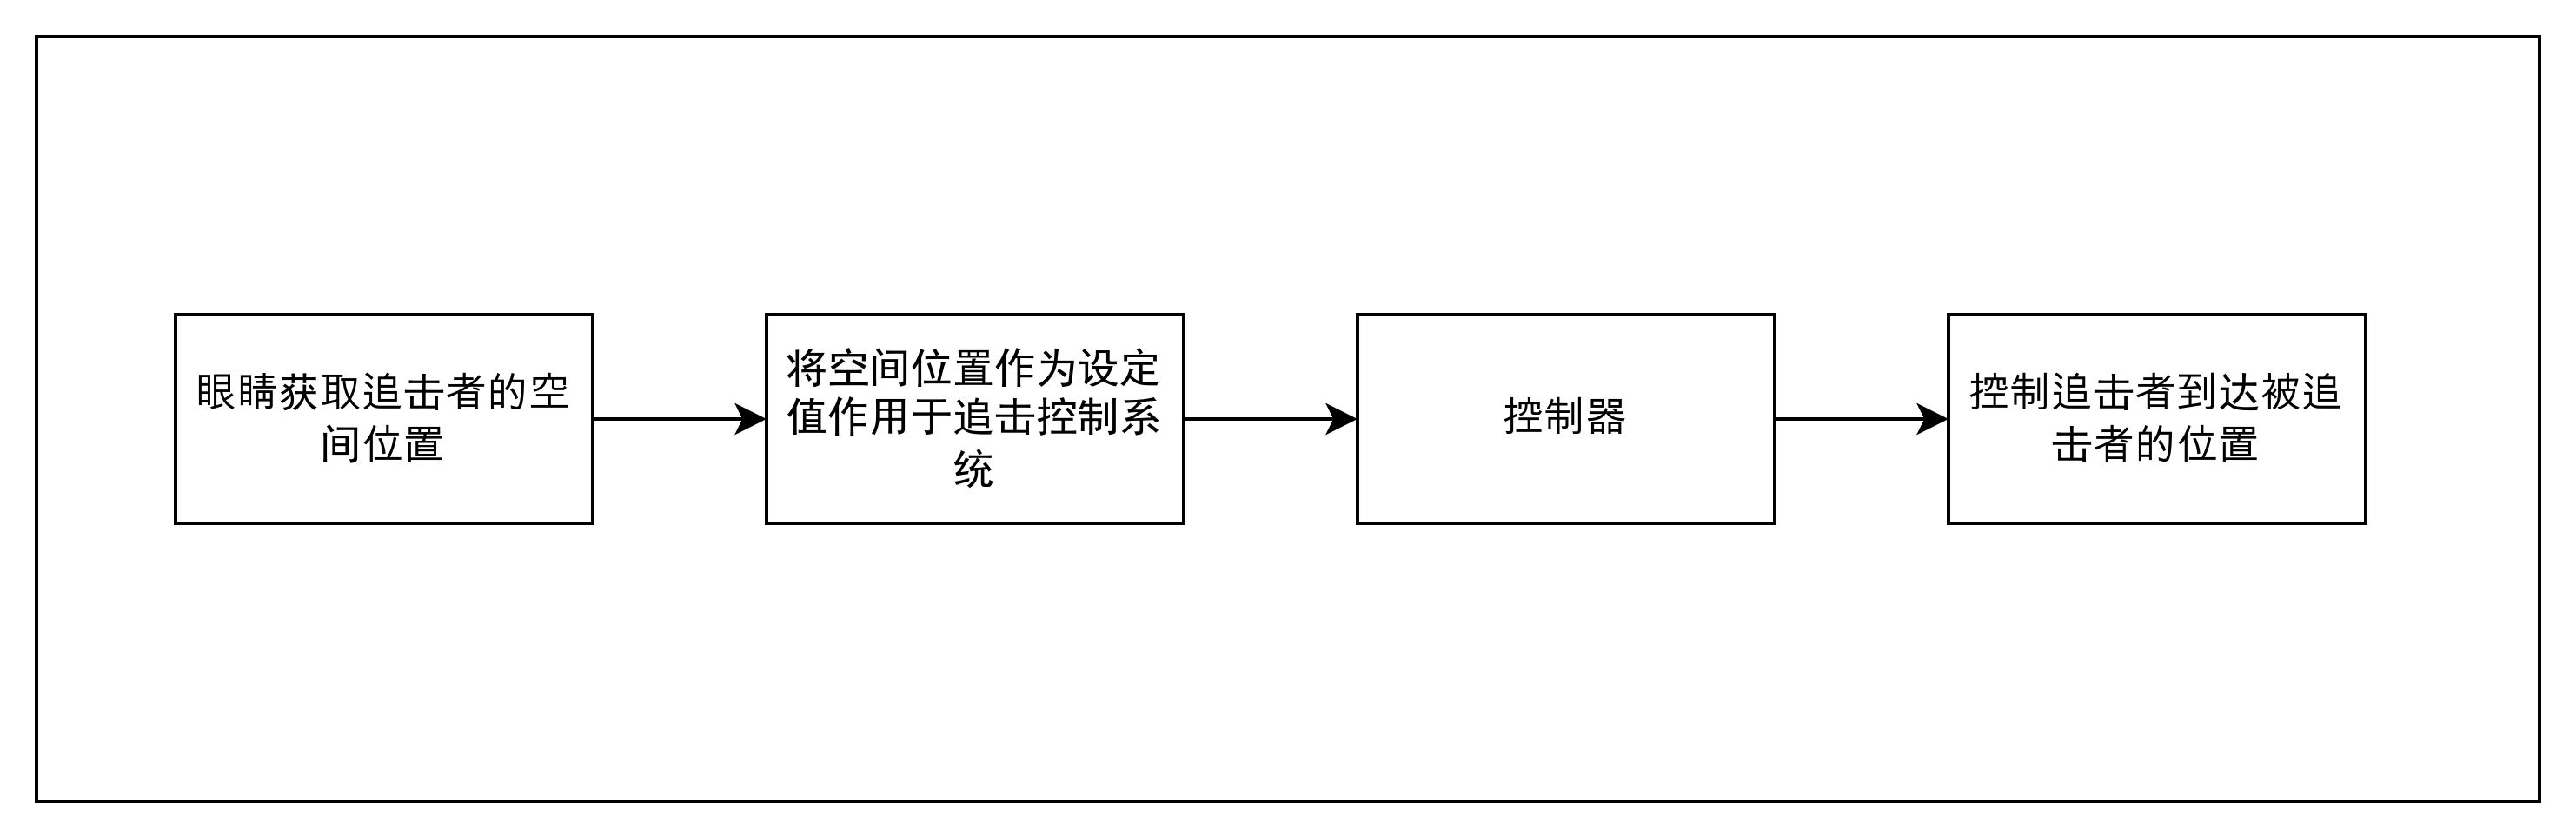 眼睛获取追击者的空
间位置
将空间位置作为设定
值作用于追击控制系
统
控制器
控制追击者到达被追
击者的位置